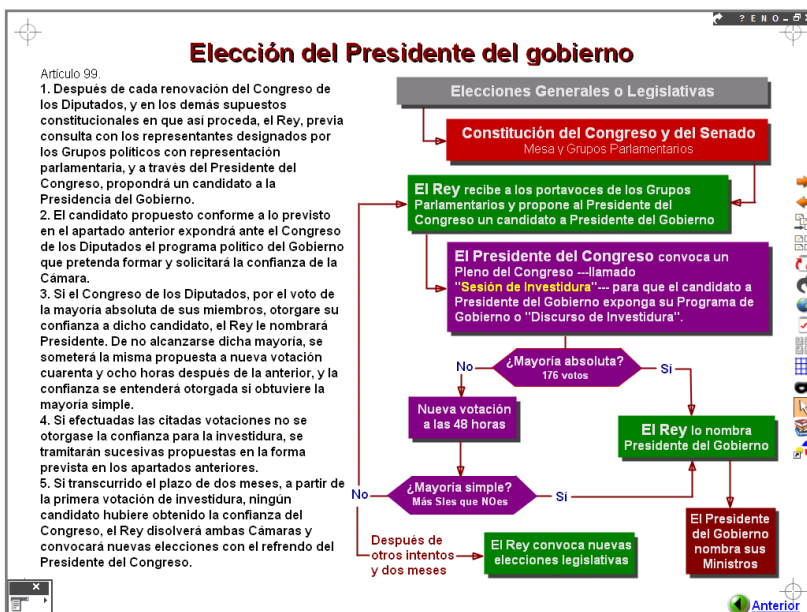 ? E N O
Elección del Presidente del gobierno
Artículo 99.
1. Después de cada renovación del Congreso de
los Diputados, y en los demás supuestos
constitucionales en que así proceda, el Rey, previa
consulta con los representantes designados por
los Grupos políticos con representación
parlamentaria, y a través del Presidente del
Congreso, propondrá un candidato a la
Presidencia del Gobierno.
2. El candidato propuesto conforme a lo previsto
en el apartado anterior expondrá ante el Congreso
de los Diputados el programa político del Gobierno
que pretenda formar y solicitará la confianza de la
Cámara.
3. Si el Congreso de los Diputados, por el voto de
la mayoría absoluta de sus miembros, otorgare su
confianza a dicho candidato, el Rey le nombrará
Presidente. De no alcanzarse dicha mayoría, se
someterá la misma propuesta a nueva votación
cuarenta y ocho horas después de la anterior, y la
confianza se entenderá otorgada si obtuviere la
mayoría simple.
4. Si efectuadas las citadas votaciones no se
otorgase la confianza para la investidura, se
tramitarán sucesivas propuestas en la forma
prevista en los apartados anteriores.
5. Si transcurrido el plazo de dos meses, a partir de
la primera votación de investidura, ningún
candidato hubiere obtenido la confianza del
Congreso, el Rey disolverá ambas Cámaras y
convocará nuevas elecciones con el refrendo del
Presidente del Congreso.
Elecciones Generales o Legislativas
Constitución del Congreso y del Senado
Mesa y Grupos Parlamentarios
El Rey recibe a los portavoces de los Grupos
Parlamentarios y propone al Presidente del
Congreso un candidato a Presidente del Gobierno
El Presidente del Congreso convoca un
Pleno del Congreso ---llamado
"Sesión de Investidura"--- para que el candidato a
Presidente del Gobierno exponga su Programa de
Gobierno o "Discurso de Investidura".
¿Mayoría absoluta?
176 votos
No
Sí
Nueva votación
a las 48 horas
El Rey lo nombra
Presidente del Gobierno
¿Mayoría simple?
Más SIes que NOes
No
Sí
El Presidente
del Gobierno
nombra sus
Ministros
Después de
otros intentos
y dos meses
El Rey convoca nuevas
elecciones legislativas
Anterior